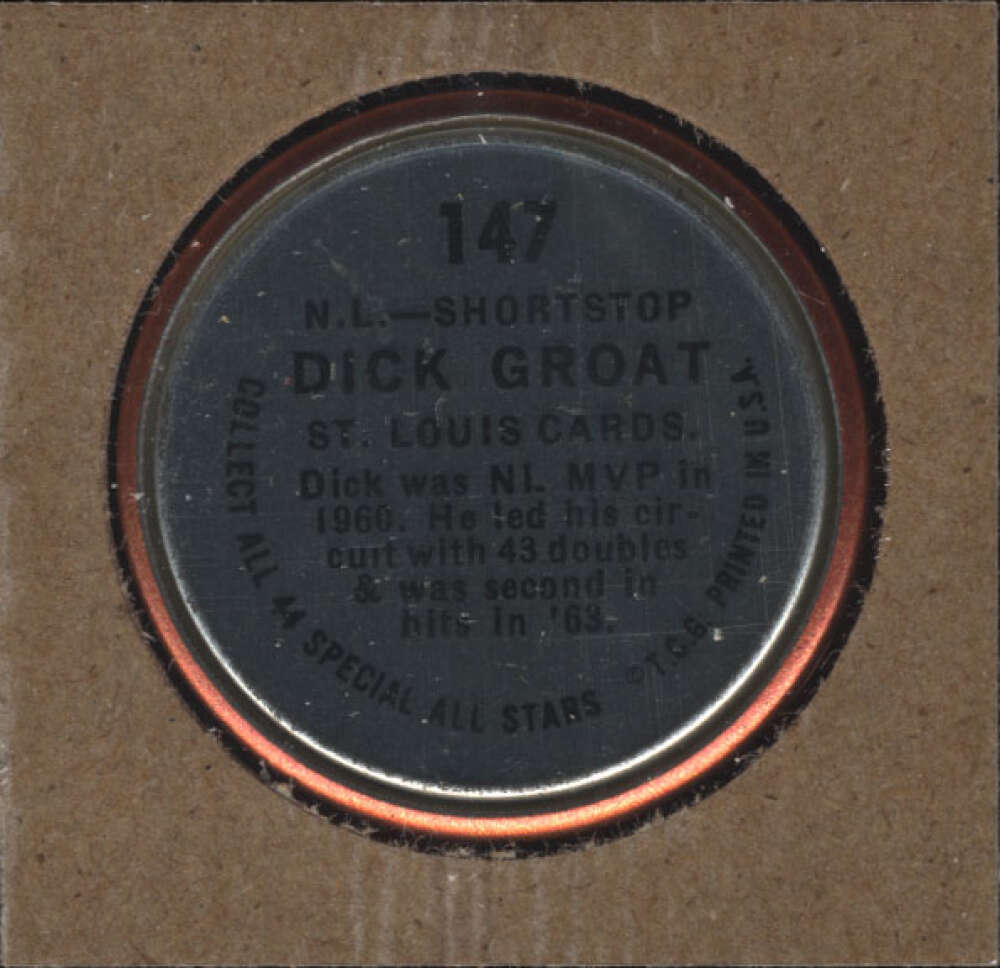 147
N.L.—SHORTSTOP
DICK GROAT
ST. LOUIS CARDS.
Dick was NL MVP in
1960. He led his cir-
cuit with 43 doubles
& was second in
hits in '63.
COLLECT ALL 44 SPECIAL ALL STARS
© T.C.G. PRINTED IN U.S.A.